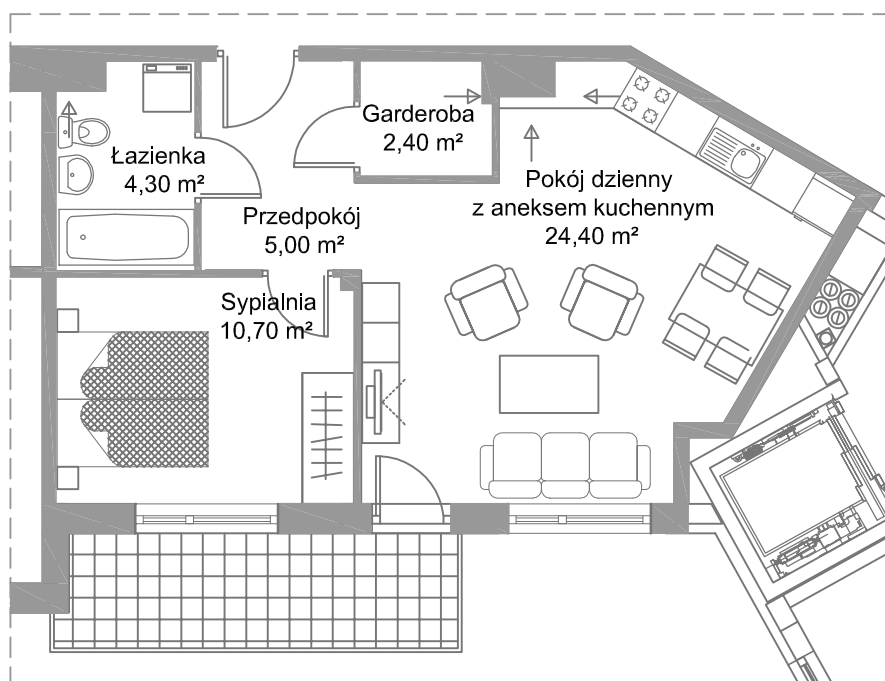 Garderoba
2,40 m²
Łazienka
4,30 m²
Pokój dzienny
z aneksem kuchennym
24,40 m²
Przedpokój
5,00 m²
Sypialnia
10,70 m²